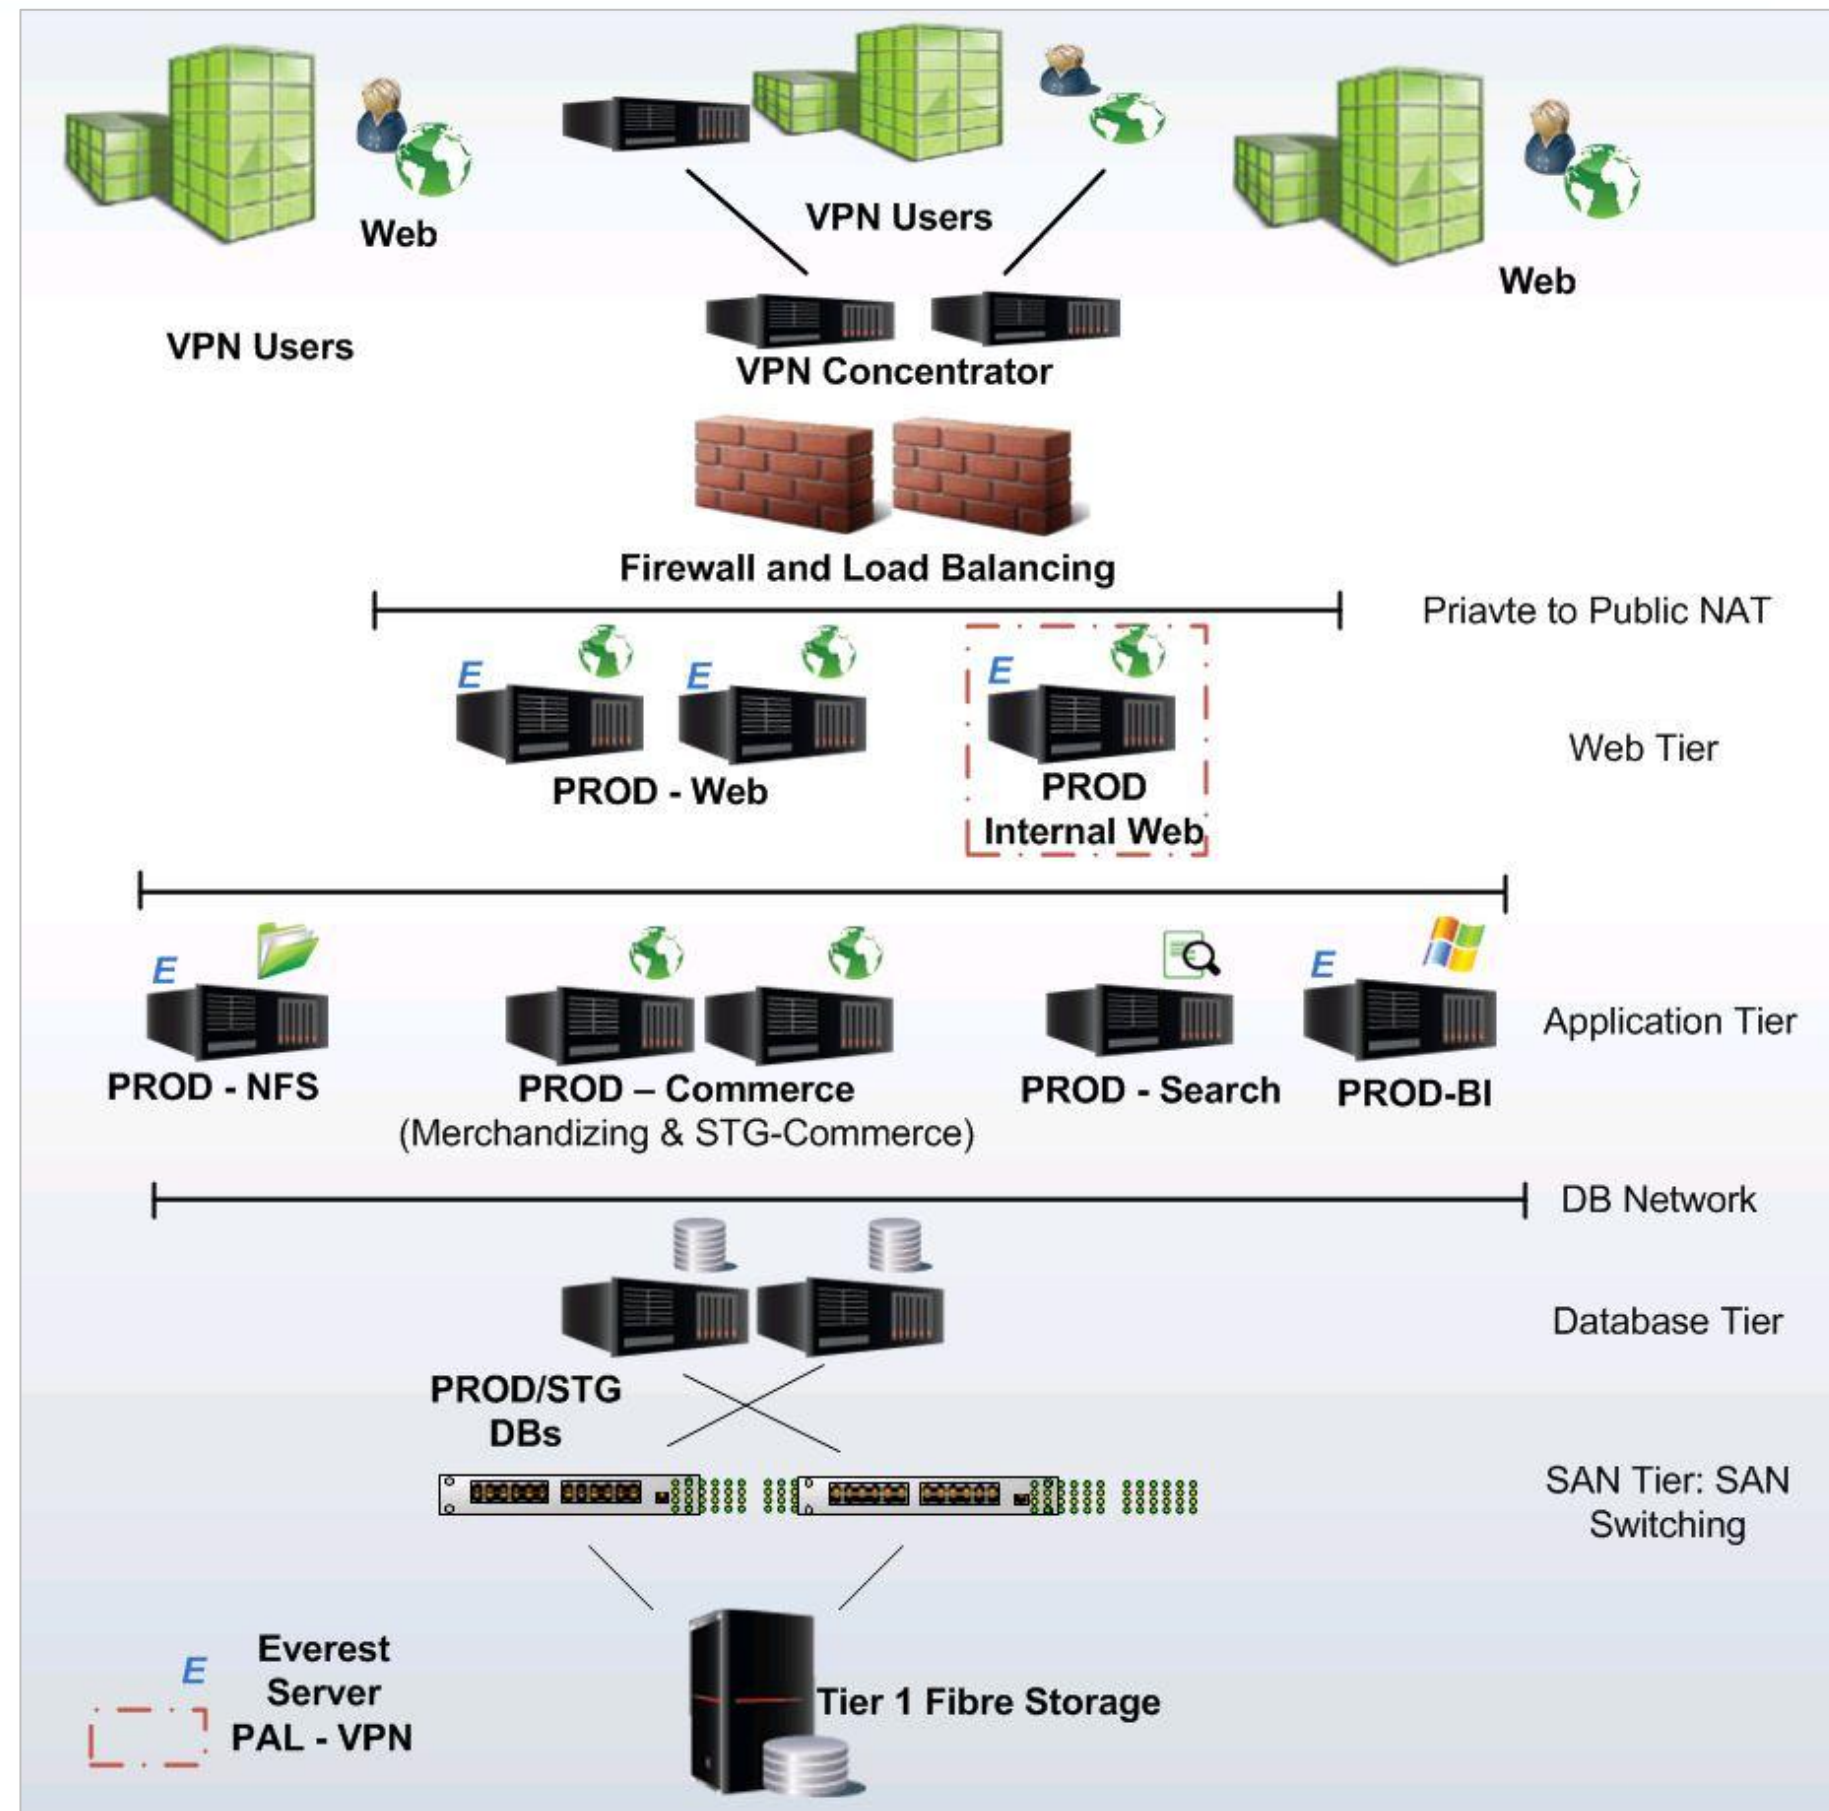 Web
VPN Users
Web
VPN Users
VPN Concentrator
Firewall and Load Balancing
Priavte to Public NAT
E
E
E
PROD - Web
PROD
Internal Web
Web Tier
E
E
PROD - NFS
PROD – Commerce
(Merchandizing & STG-Commerce)
PROD - Search
PROD-BI
Application Tier
DB Network
Database Tier
PROD/STG
DBs
SAN Tier: SAN
Switching
E
Everest
Server
PAL - VPN
Tier 1 Fibre Storage